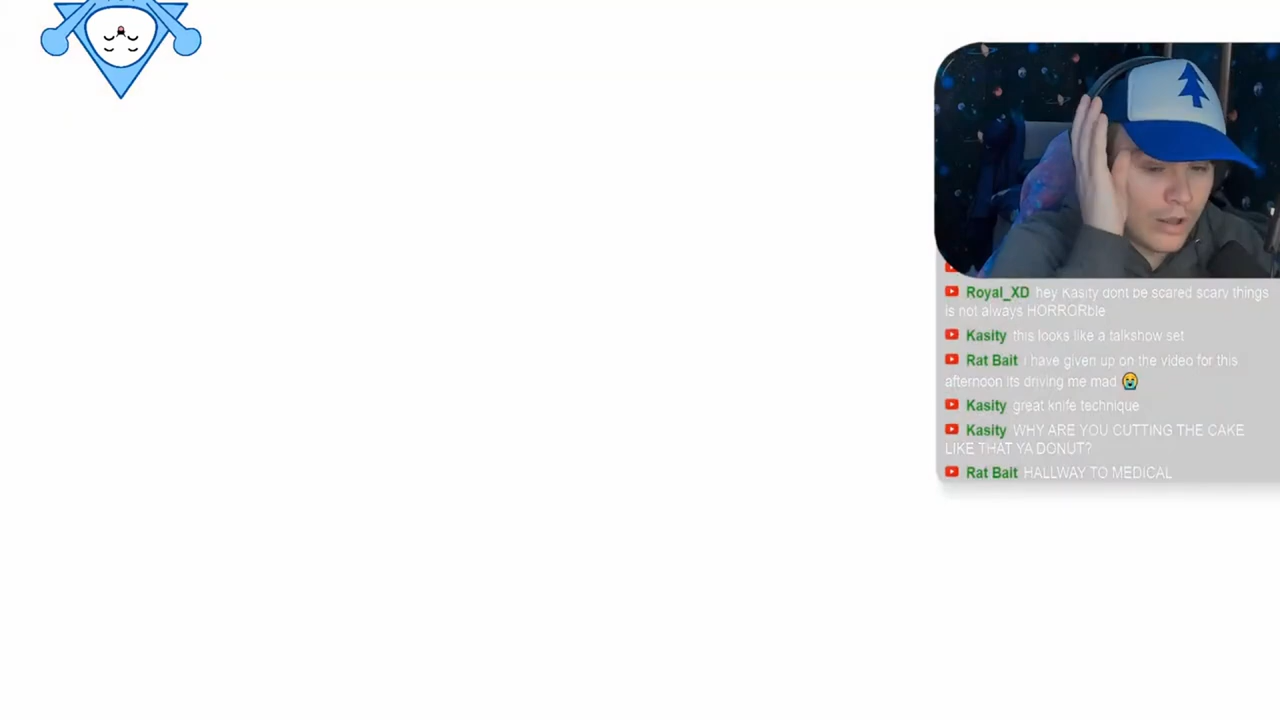 Royal_XD hey Kasity dont be scared scary things
is not always HORRORble
Kasity this looks like a talkshow set
Rat Bait i have given up on the video for this
afternoon its driving me mad 😭
Kasity great knife technique
Kasity WHY ARE YOU CUTTING THE CAKE
LIKE THAT YA DONUT?
Rat Bait HALLWAY TO MEDICAL